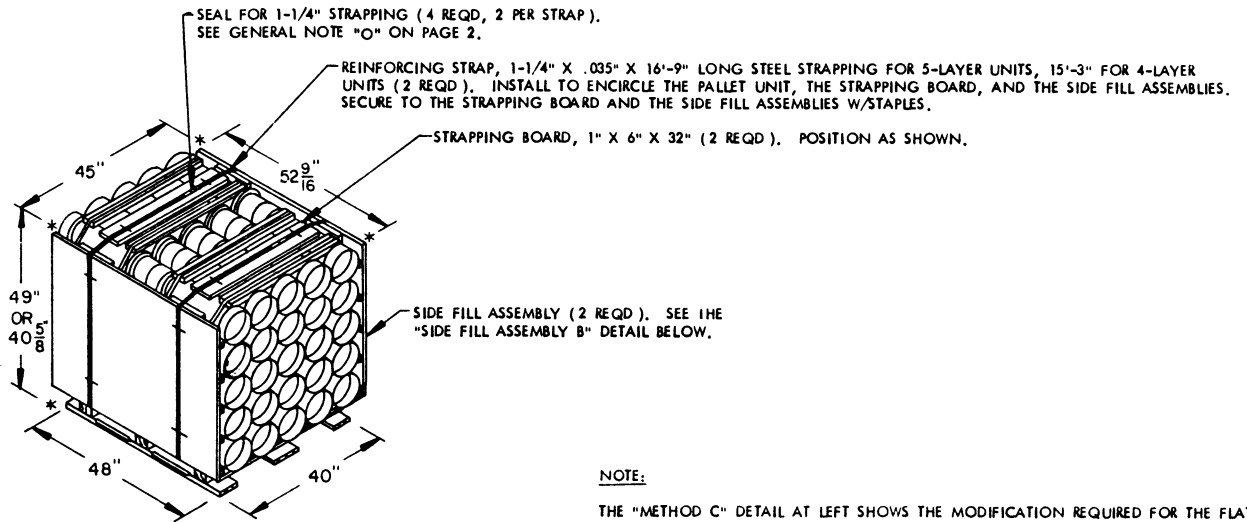 SEAL FOR 1-1/4" STRAPPING (4 REQD, 2 PER STRAP).
SEE GENERAL NOTE "O" ON PAGE 2.
REINFORCING STRAP, 1-1/4" X .035" X 16'-9" LONG STEEL STRAPPING FOR 5-LAYER UNITS, 15'-3" FOR 4-LAYER
UNITS (2 REQD). INSTALL TO ENCIRCLE THE PALLET UNIT, THE STRAPPING BOARD, AND THE SIDE FILL ASSEMBLIES.
SECURE TO THE STRAPPING BOARD AND THE SIDE FILL ASSEMBLIES W/STAPLES.
STRAPPING BOARD, 1" X 6" X 32" (2 REQD). POSITION AS SHOWN.
*
45"
52 9/16"
*
*
49"
OR
40 5/8"
SIDE FILL ASSEMBLY (2 REQD). SEE THE
"SIDE FILL ASSEMBLY B" DETAIL BELOW.
*
48"
40"
NOTE:
THE "METHOD C" DETAIL AT LEFT SHOWS THE MODIFICATION REQUIRED FOR THE FLA